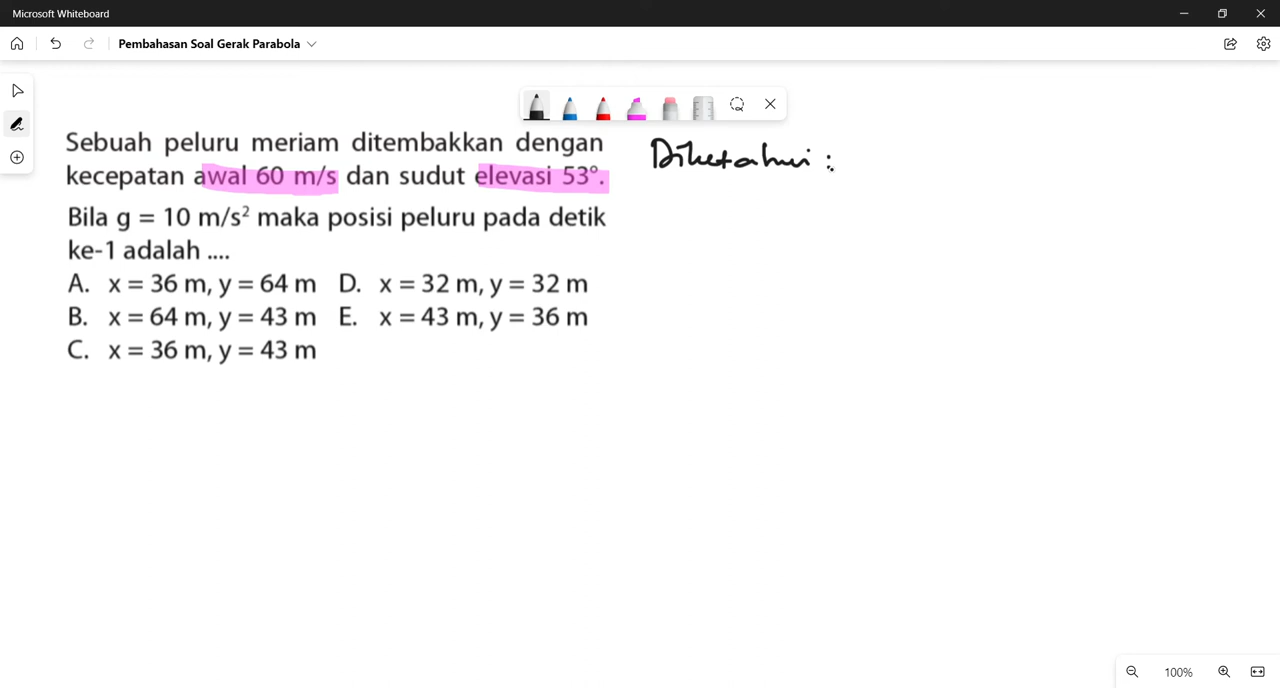 Microsoft Whiteboard
Pembahasan Soal Gerak Parabola
Sebuah peluru meriam ditembakkan dengan
kecepatan awal 60 m/s dan sudut elevasi 53°.
Bila g = 10 m/s² maka posisi peluru pada detik
ke-1 adalah ....
A. x = 36 m, y = 64 m D. x = 32 m, y = 32 m
B. x = 64 m, y = 43 m E. x = 43 m, y = 36 m
C. x = 36 m, y = 43 m
Diketahui :
100%